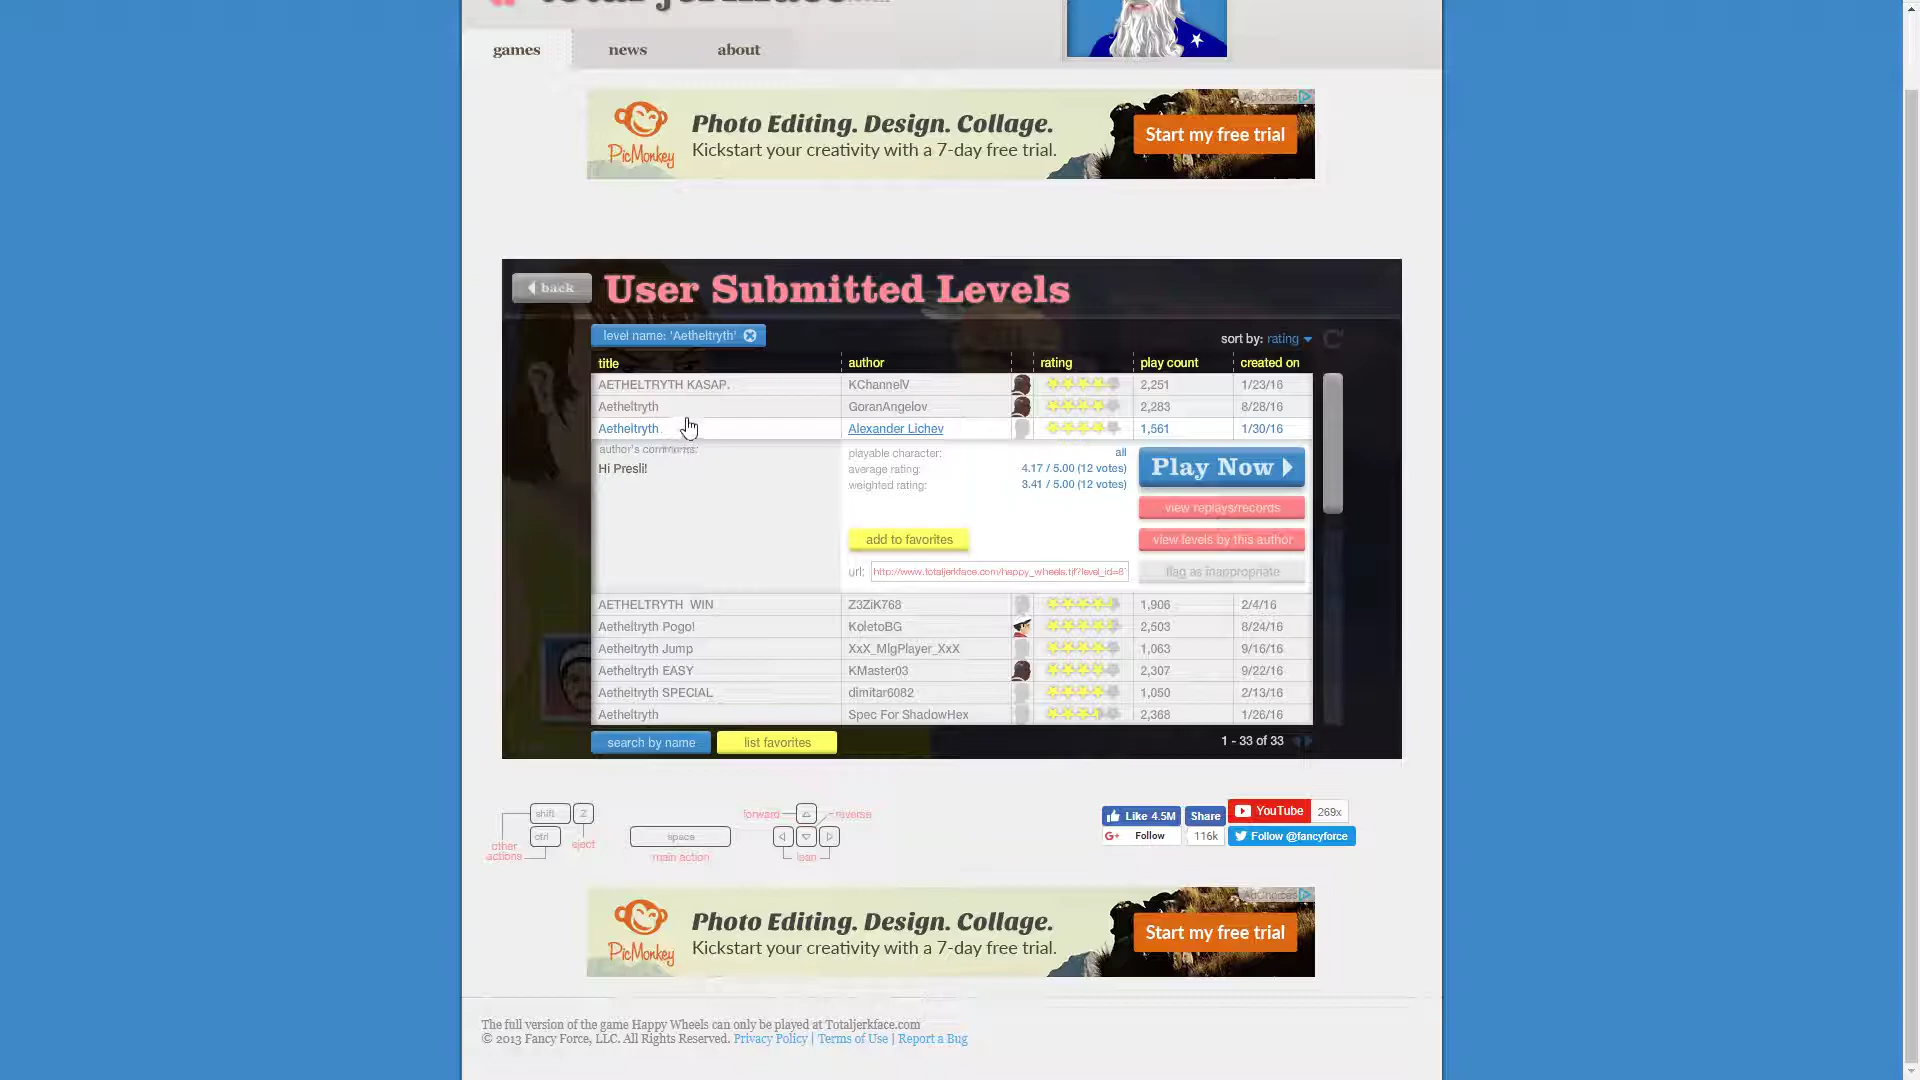 games
news
about
AdChoices
PicMonkey
Photo Editing. Design. Collage.
Kickstart your creativity with a 7-day free trial.
Start my free trial
back
User Submitted Levels
level name: 'Aetheltryth'
sort by: rating
title author rating play count created on
AETHELTRYTH KASAP. KChannelV 2,251 1/23/16
Aetheltryth GoranAngelov 2,283 8/28/16
Aetheltryth Alexander Lichev 1,561 1/30/16
author's comments:
Hi Presli!
playable character: all
average rating: 4.17 / 5.00 (12 votes)
weighted rating: 3.41 / 5.00 (12 votes)
add to favorites
url: http://www.totaljerkface.com/happy_wheels.tjf?level_id=8
Play Now
view replays/records
view levels by this author
flag as inappropriate
AETHELTRYTH WIN Z3ZiK768 1,906 2/4/16
Aetheltryth Pogo! KoletoBG 2,503 8/24/16
Aetheltryth Jump XxX_MlgPlayer_XxX 1,063 9/16/16
Aetheltryth EASY KMaster03 2,307 9/22/16
Aetheltryth SPECIAL dimitar6082 1,050 2/13/16
Aetheltryth Spec For ShadowHex 2,368 1/26/16
search by name
list favorites
1 - 33 of 33
shift Z
ctrl
other actions
eject
space
main action
forward
reverse
lean
Like 4.5M
Share
YouTube 269x
G+ Follow
116k
Follow @fancyforce
AdChoices
PicMonkey
Photo Editing. Design. Collage.
Kickstart your creativity with a 7-day free trial.
Start my free trial
The full version of the game Happy Wheels can only be played at Totaljerkface.com
© 2013 Fancy Force, LLC. All Rights Reserved. Privacy Policy | Terms of Use | Report a Bug